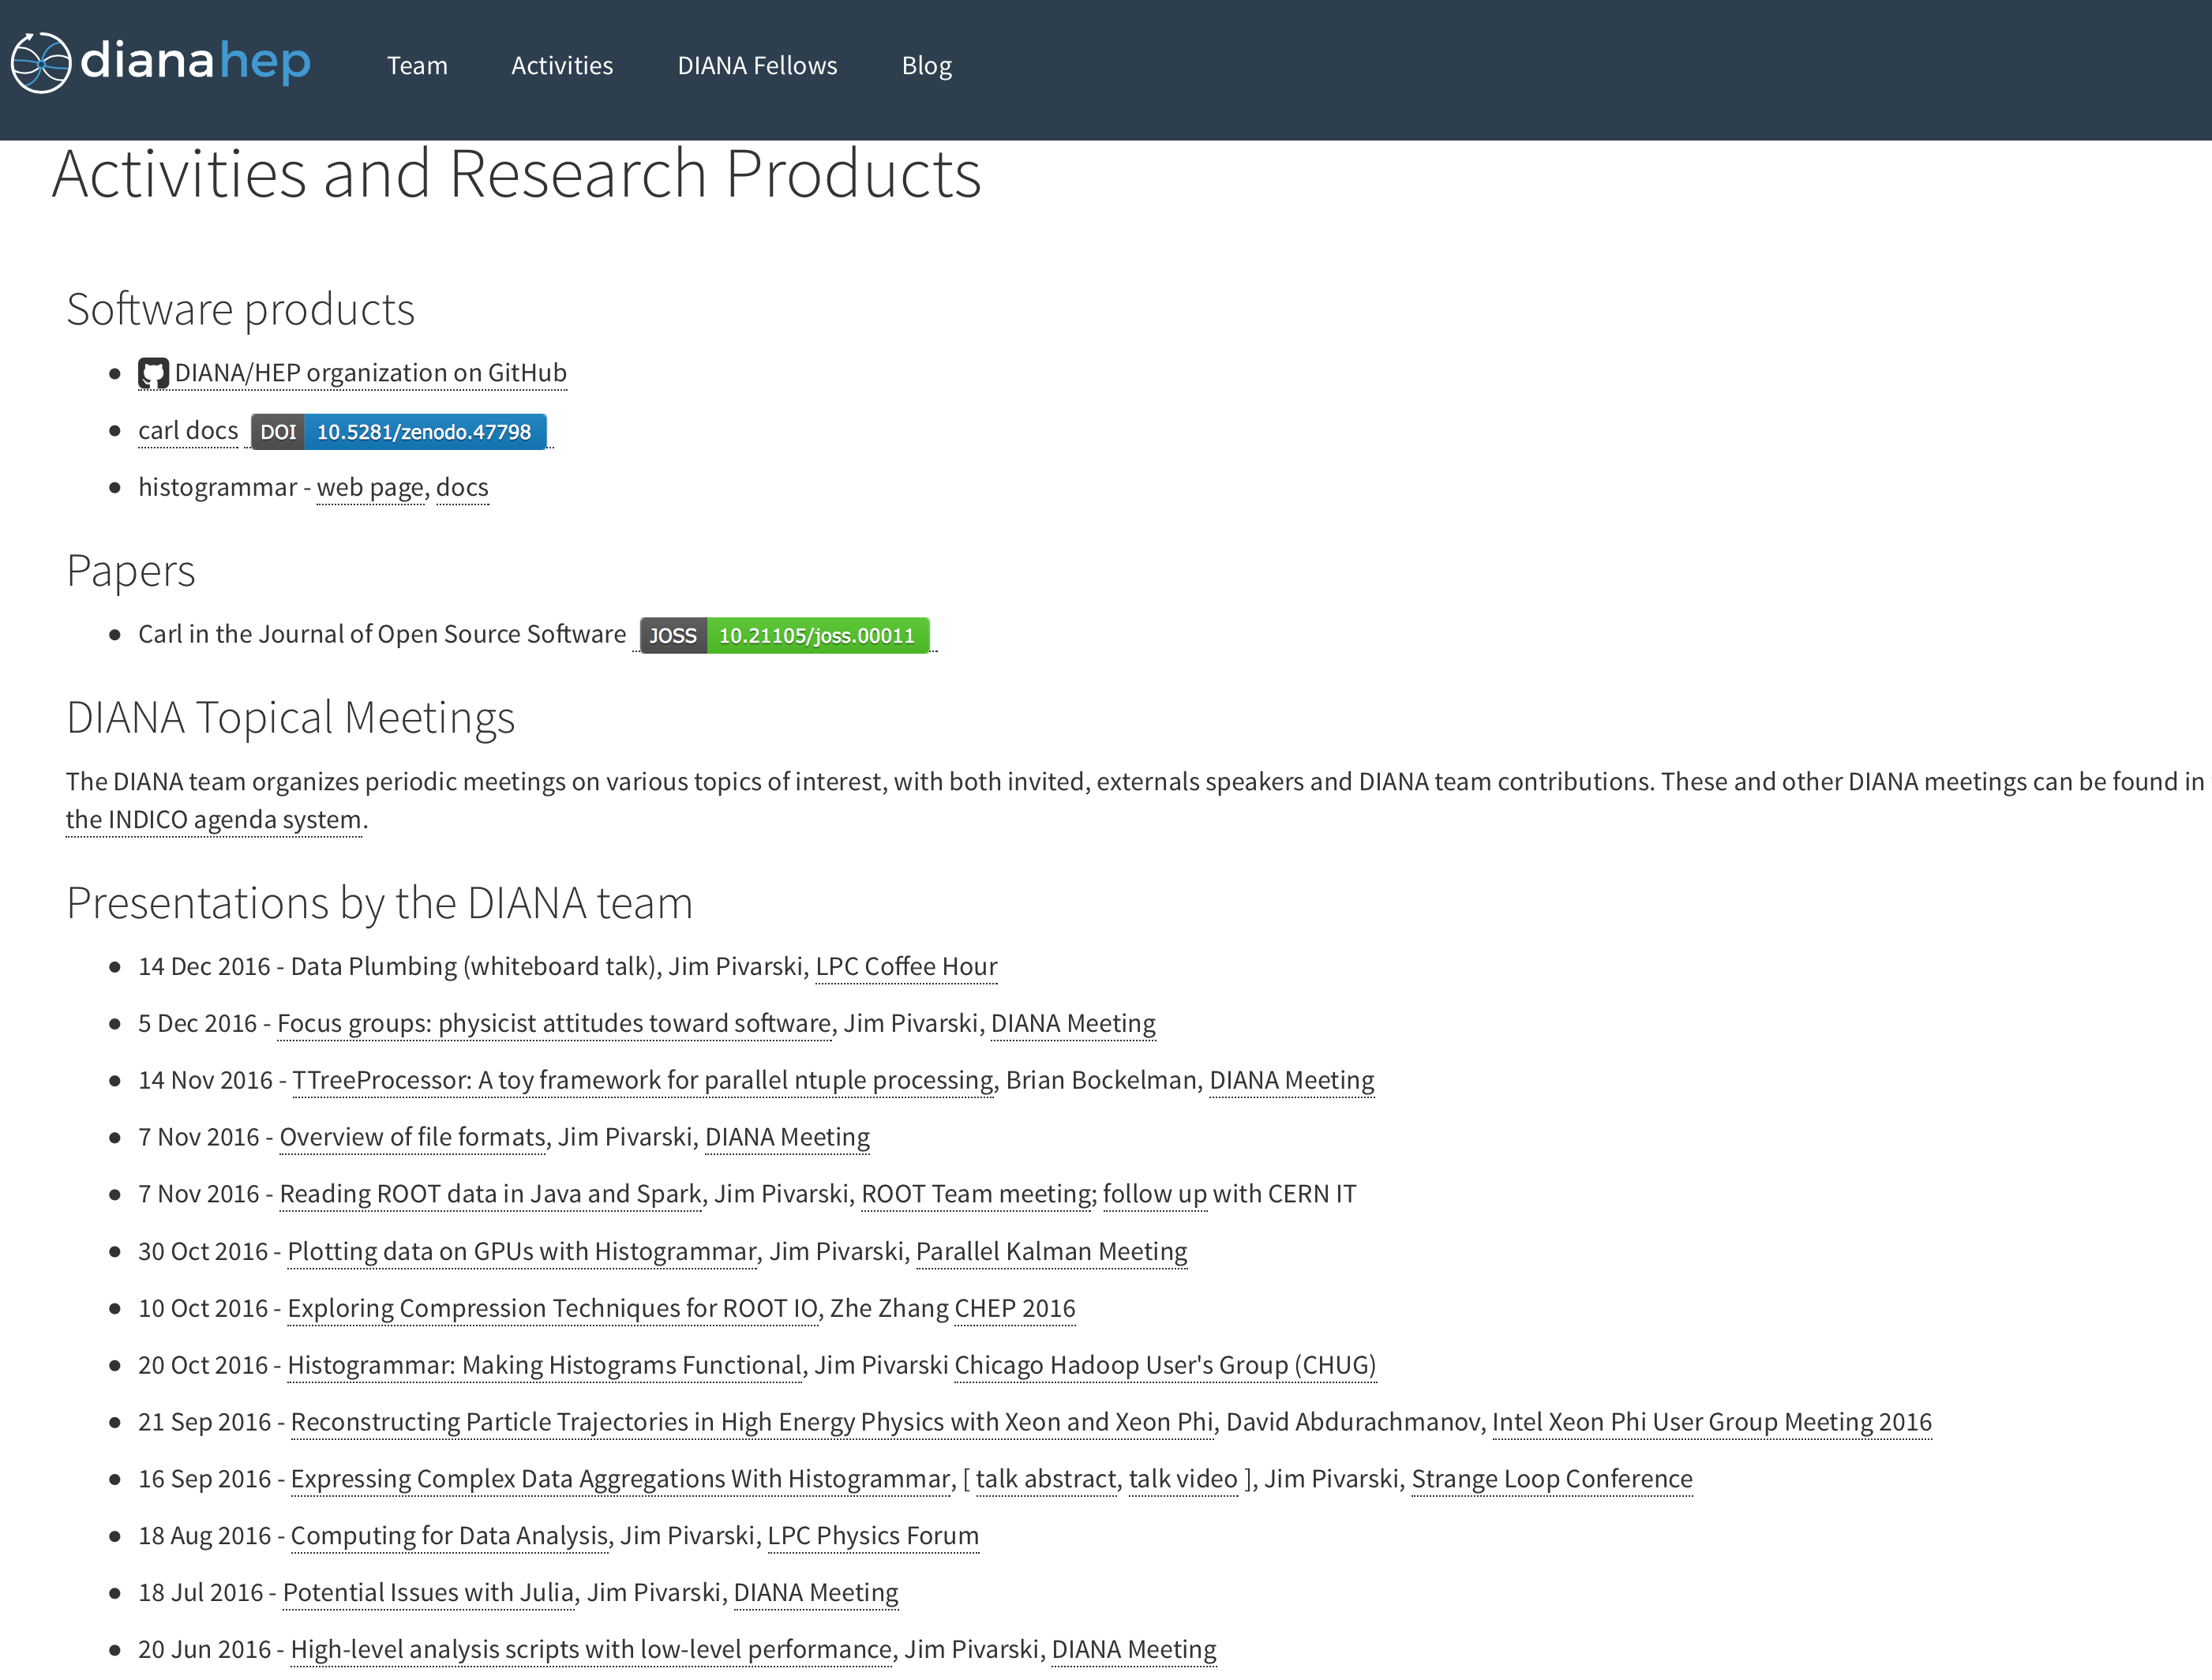 dianahep Team Activities DIANA Fellows Blog
Activities and Research Products
Software products
DIANA/HEP organization on GitHub
carl docs DOI 10.5281/zenodo.47798
histogrammar - web page, docs
Papers
Carl in the Journal of Open Source Software JOSS 10.21105/joss.00011
DIANA Topical Meetings
The DIANA team organizes periodic meetings on various topics of interest, with both invited, externals speakers and DIANA team contributions. These and other DIANA meetings can be found in
the INDICO agenda system.
Presentations by the DIANA team
14 Dec 2016 - Data Plumbing (whiteboard talk), Jim Pivarski, LPC Coffee Hour
5 Dec 2016 - Focus groups: physicist attitudes toward software, Jim Pivarski, DIANA Meeting
14 Nov 2016 - TTreeProcessor: A toy framework for parallel ntuple processing, Brian Bockelman, DIANA Meeting
7 Nov 2016 - Overview of file formats, Jim Pivarski, DIANA Meeting
7 Nov 2016 - Reading ROOT data in Java and Spark, Jim Pivarski, ROOT Team meeting; follow up with CERN IT
30 Oct 2016 - Plotting data on GPUs with Histogrammar, Jim Pivarski, Parallel Kalman Meeting
10 Oct 2016 - Exploring Compression Techniques for ROOT IO, Zhe Zhang CHEP 2016
20 Oct 2016 - Histogrammar: Making Histograms Functional, Jim Pivarski Chicago Hadoop User's Group (CHUG)
21 Sep 2016 - Reconstructing Particle Trajectories in High Energy Physics with Xeon and Xeon Phi, David Abdurachmanov, Intel Xeon Phi User Group Meeting 2016
16 Sep 2016 - Expressing Complex Data Aggregations With Histogrammar, [ talk abstract, talk video ], Jim Pivarski, Strange Loop Conference
18 Aug 2016 - Computing for Data Analysis, Jim Pivarski, LPC Physics Forum
18 Jul 2016 - Potential Issues with Julia, Jim Pivarski, DIANA Meeting
20 Jun 2016 - High-level analysis scripts with low-level performance, Jim Pivarski, DIANA Meeting